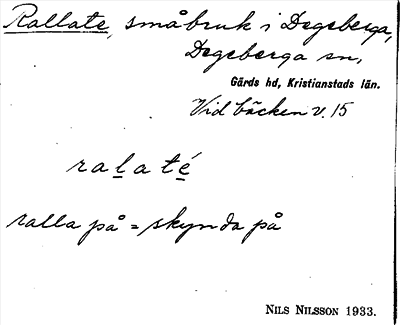 Rallate, småbruk i Degeberga,
Degeberga sn,
Gärds hd, Kristianstads län.
Vid bäcken v. 15
ralaté
ralla på = skynda på
NILS NILSSON 1933.